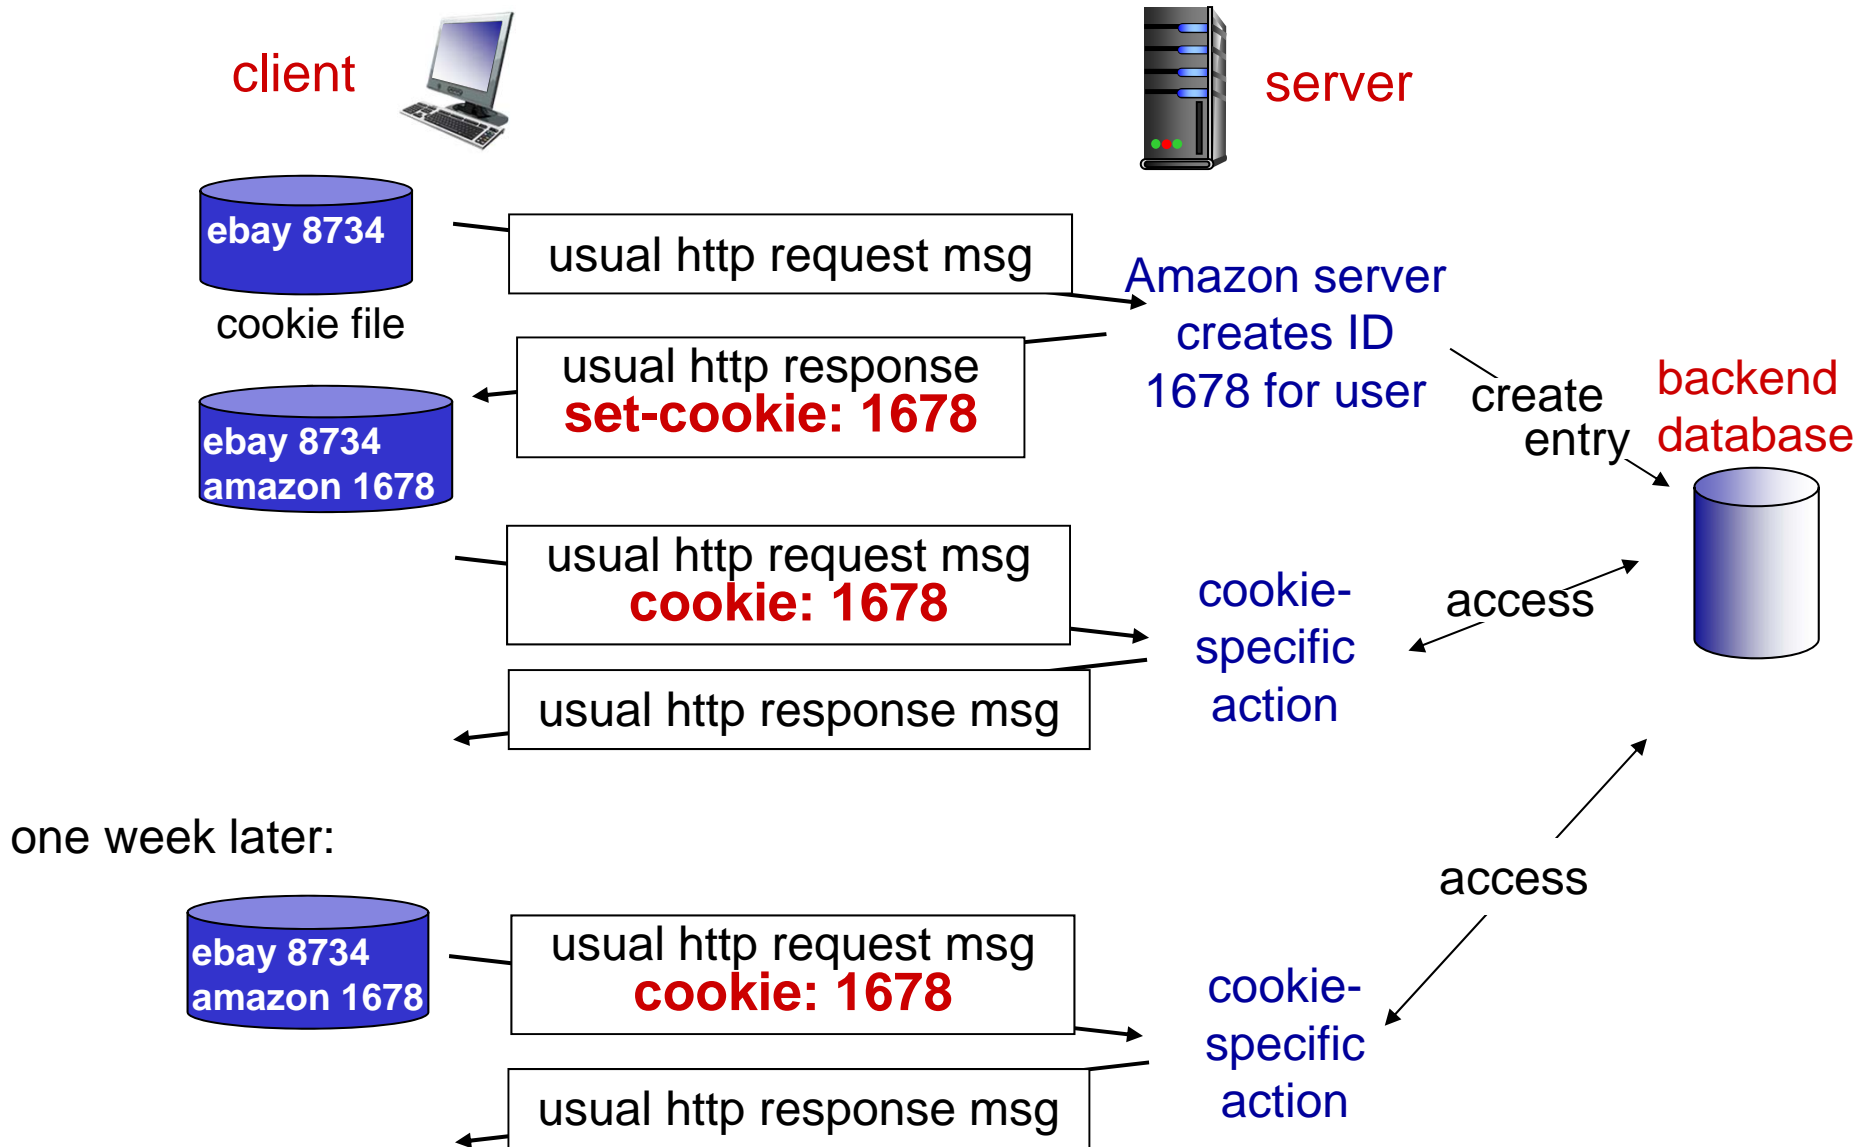 client
server
ebay 8734
usual http request msg
cookie file
Amazon server
creates ID
1678 for user
usual http response
set-cookie: 1678
create
entry
backend
database
ebay 8734
amazon 1678
usual http request msg
cookie: 1678
cookie-
specific
action
access
usual http response msg
one week later:
access
ebay 8734
amazon 1678
usual http request msg
cookie: 1678
cookie-
specific
action
usual http response msg